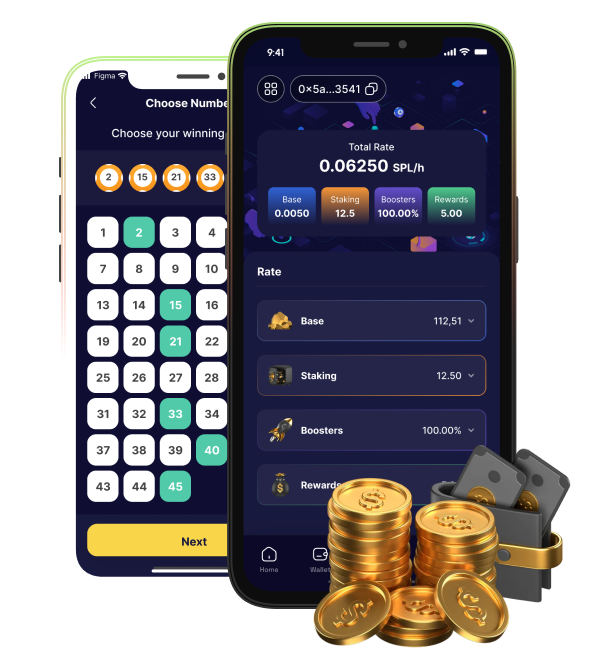 Figma
Choose Numbe
Choose your winning
2 15 21 33
1 2 3 4
7 8 9 10
13 14 15 16
19 20 21 22
25 26 27 28
31 32 33 34
37 38 39 40
43 44 45
Next
9:41
0x5a...3541
Total Rate
0.06250 SPL/h
Base Staking Boosters Rewards
0.0050 12.5 100.00% 5.00
Rate
Base 112,51
Staking 12.50
Boosters 100.00%
Rewards
Home Wallet